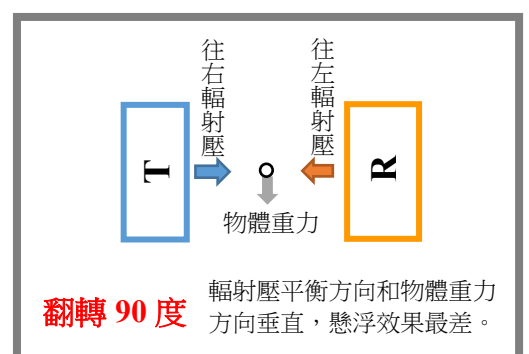 往右輻射壓
往左輻射壓
T
R
物體重力
翻轉 90 度
輻射壓平衡方向和物體重力
方向垂直，懸浮效果最差。